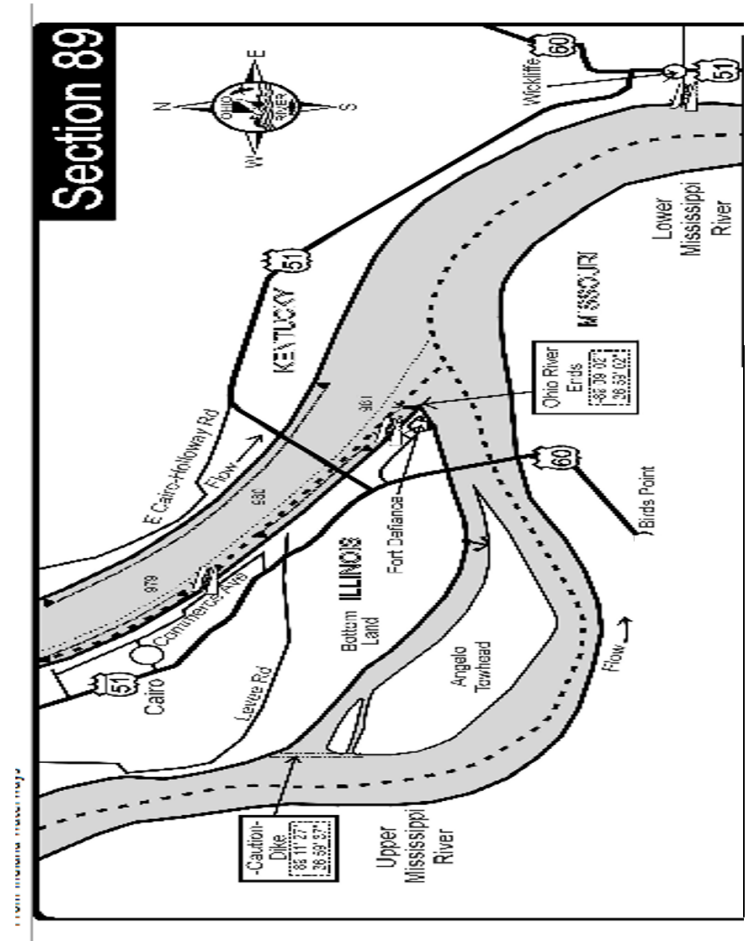 Section 89
N
E
S
W
OHIO
RIVER
60
51
Wickliffe
Lower
Mississippi
River
51
KENTUCKY
MISSOURI
E Cairo-Holloway Rd
Flow
981
980
979
Ohio River
Ends
60
Birds Point
Fort Defiance
ILLINOIS
Bottom
Land
Commerce Ave
51
Cairo
Levee Rd
Angelo
Towhead
Flow
-Caution-
Dike
Upper
Mississippi
River